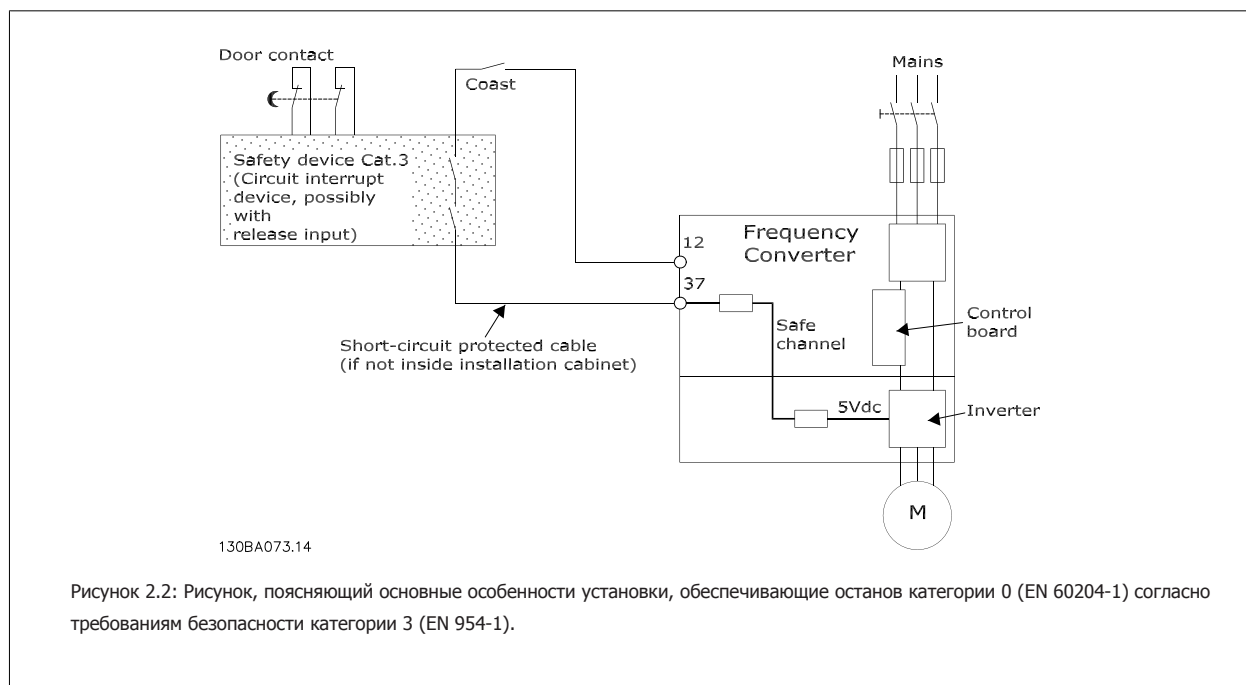 Door contact
Coast
Mains
Safety device Cat.3
(Circuit interrupt
device, possibly
with
release input)
12
Frequency
Converter
37
Safe
channel
Control
board
Short-circuit protected cable
(if not inside installation cabinet)
5Vdc
Inverter
M
130BA073.14
Рисунок 2.2: Рисунок, поясняющий основные особенности установки, обеспечивающие останов категории 0 (EN 60204-1) согласно
требованиям безопасности категории 3 (EN 954-1).